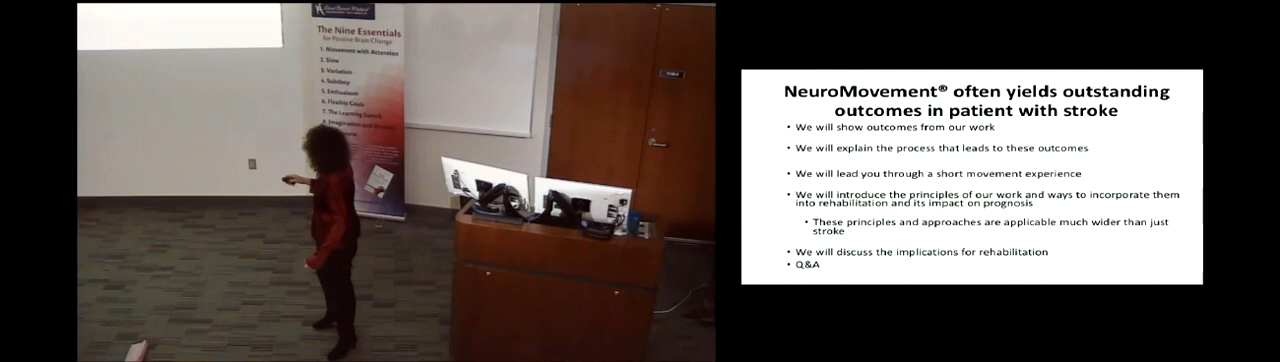 The Nine Essentials
for Positive Brain Change
1. Movement with Attention
2. Slow
3. Variation
4. Subtlety
5. Enthusiasm
6. Flexible Goals
7. The Learning Switch
8. Imagination and
NeuroMovement® often yields outstanding
outcomes in patient with stroke
• We will show outcomes from our work
• We will explain the process that leads to these outcomes
• We will lead you through a short movement experience
• We will introduce the principles of our work and ways to incorporate them
into rehabilitation and its impact on prognosis
• These principles and approaches are applicable much wider than just
stroke
• We will discuss the implications for rehabilitation
• Q&A